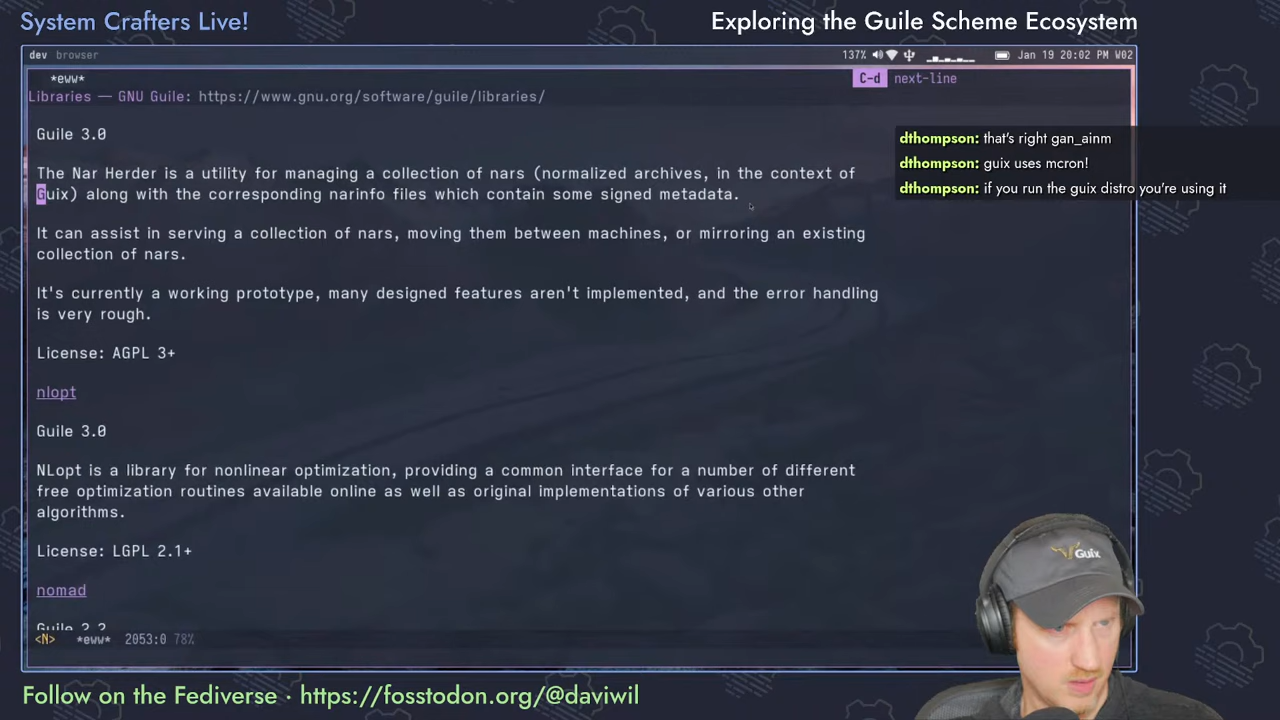 System Crafters Live!
Exploring the Guile Scheme Ecosystem
dev browser
137%
Jan 19 20:02 PM W02
*eww*
C-d next-line
Libraries — GNU Guile: https://www.gnu.org/software/guile/libraries/
Guile 3.0
The Nar Herder is a utility for managing a collection of nars (normalized archives, in the context of
Guix) along with the corresponding narinfo files which contain some signed metadata.
It can assist in serving a collection of nars, moving them between machines, or mirroring an existing
collection of nars.
It's currently a working prototype, many designed features aren't implemented, and the error handling
is very rough.
License: AGPL 3+
nlopt
Guile 3.0
NLopt is a library for nonlinear optimization, providing a common interface for a number of different
free optimization routines available online as well as original implementations of various other
algorithms.
License: LGPL 2.1+
nomad
Guile 2.2
<N> *eww* 2053:0 78%
dthompson: that's right gan_ainm
dthompson: guix uses mcron!
dthompson: if you run the guix distro you're using it
Guix
Follow on the Fediverse · https://fosstodon.org/@daviwil